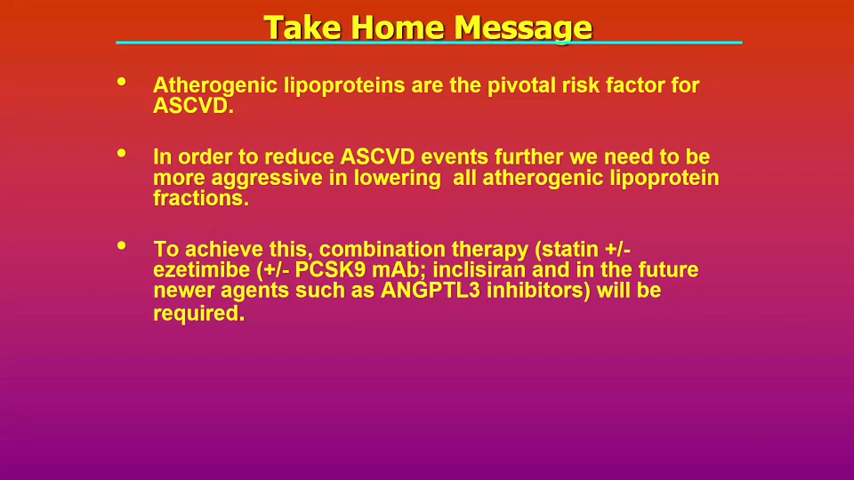 Take Home Message
• Atherogenic lipoproteins are the pivotal risk factor for
ASCVD.
• In order to reduce ASCVD events further we need to be
more aggressive in lowering  all atherogenic lipoprotein
fractions.
• To achieve this, combination therapy (statin +/-
ezetimibe (+/- PCSK9 mAb; inclisiran and in the future
newer agents such as ANGPTL3 inhibitors) will be
required.